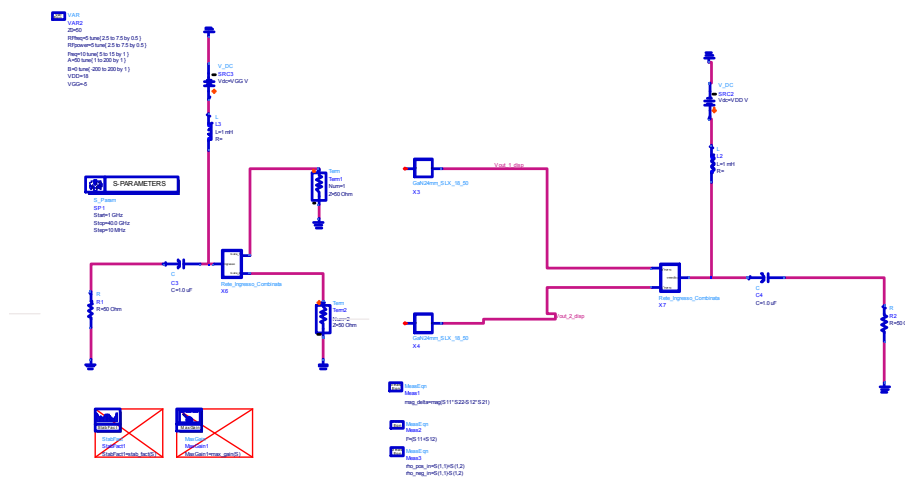 VAR
VAR2
Z0=50
RFfreq=5 tune{ 2.5 to 7.5 by 0.5 }
RFpower=5 tune{ 2.5 to 7.5 by 0.5 }
Freq=10 tune{ 5 to 15 by 1 }
A=50 tune{ 1 to 200 by 1 }
B=0 tune{ -200 to 200 by 1 }
VDD=18
VGG=-5
V_DC
SRC3
Vdc=VGG V
L
L3
L=1 mH
R=
S-PARAMETERS
S_Param
SP1
Start=1 GHz
Stop=40.0 GHz
Step=10 MHz
Term
Term1
Num=1
Z=50 Ohm
C
C3
C=1.0 uF
R
R1
R=50 Ohm
Rate_Ingresso_Combinate
X6
Term
Term2
Num=2
Z=50 Ohm
V_DC
SRC2
Vdc=VDD V
L
L2
L=1 mH
R=
Vout_1_disp
GaN24mm_SLX_18_50
X3
Rate_Ingresso_Combinate
X7
C
C4
C=1.0 uF
R
R2
R=50
Vout_2_disp
GaN24mm_SLX_18_50
X4
StabFact
StabFact
StabFact1
StabFact1=stab_fact(S)
MaxGain
MaxGain
MaxGain1
MaxGain1=max_gain(S)
MeasEqn
Meas1
mag_delta=mag(S11*S22-S12*S21)
MeasEqn
Meas2
F=(S11+S12)
MeasEqn
Meas3
rho_pos_in=S(1,1)+S(1,2)
rho_neg_in=S(1,1)-S(1,2)